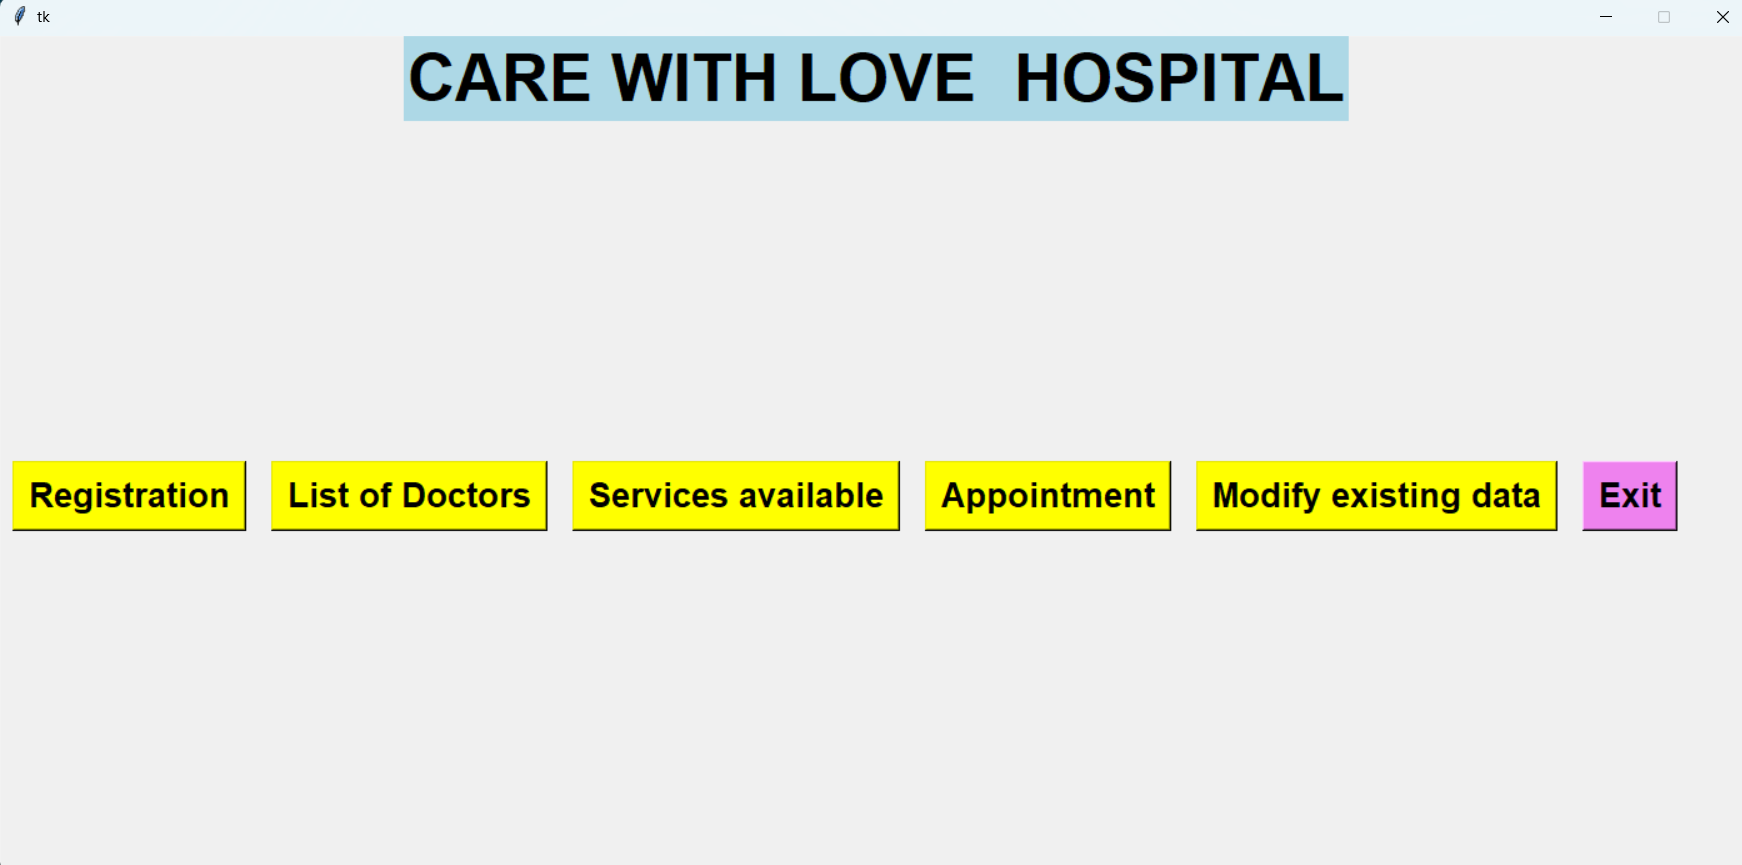 tk
CARE WITH LOVE  HOSPITAL
Registration
List of Doctors
Services available
Appointment
Modify existing data
Exit